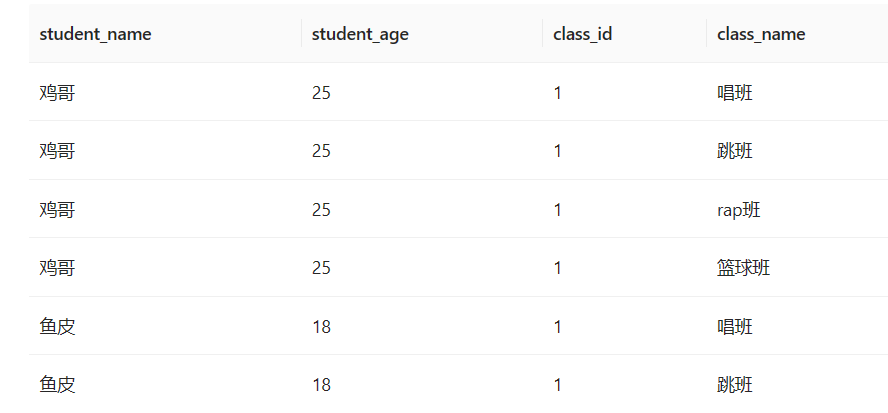 student_name student_age class_id class_name
鸡哥 25 1 唱班
鸡哥 25 1 跳班
鸡哥 25 1 rap班
鸡哥 25 1 篮球班
鱼皮 18 1 唱班
鱼皮 18 1 跳班